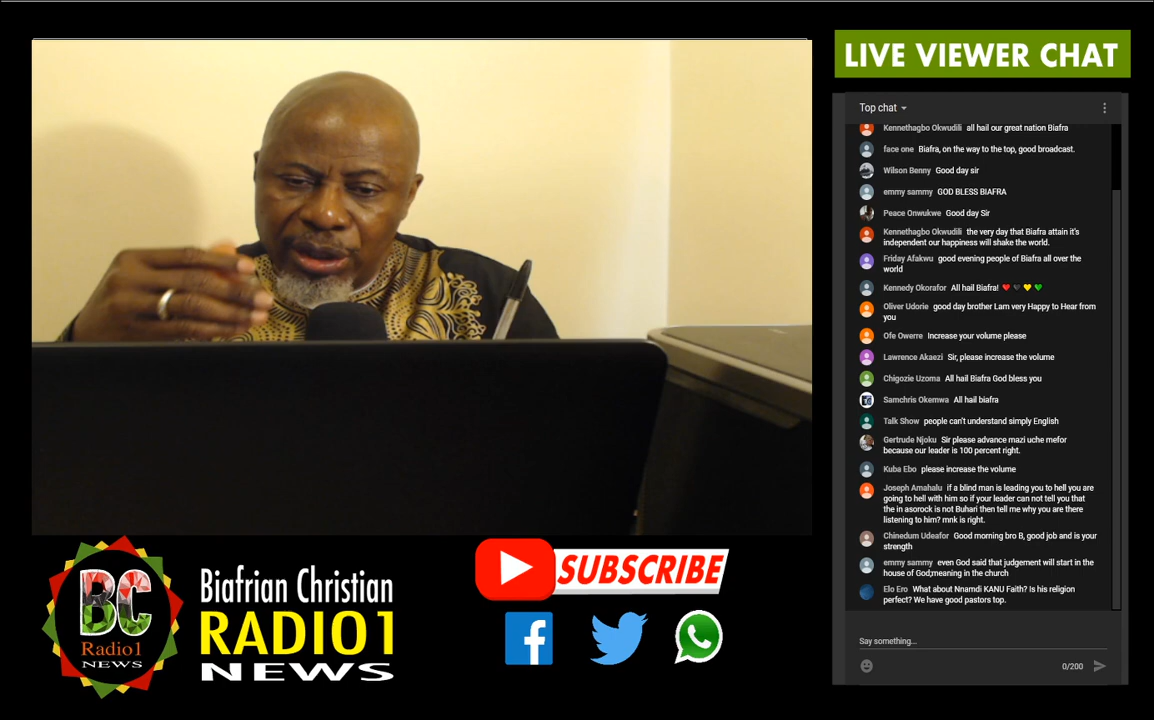 LIVE VIEWER CHAT
Top chat
Kennethagbo Okwudili all hail our great nation Biafra
face one Biafra, on the way to the top, good broadcast.
Wilson Benny Good day sir
emmy sammy GOD BLESS BIAFRA
Peace Onwukwe Good day Sir
Kennethagbo Okwudili the very day that Biafra attain it's
independent our happiness will shake the world.
Friday Afakwu good evening people of Biafra all over the
world
Kennedy Okorafor All hail Biafra! ❤️🖤💛💚
Oliver Udorie good day brother Lam very Happy to Hear from
you
Ofe Owerre Increase your volume please
Lawrence Akaezi Sir, please increase the volume
Chigozie Uzoma All hail Biafra God bless you
Samchris Okemwa All hail biafra
Talk Show people can't understand simply English
Gertrude Njoku Sir please advance mazi uche mefor
because our leader is 100 percent right.
Kuba Ebo please increase the volume
Joseph Amahalu if a blind man is leading you to hell you are
going to hell with him so if your leader can not tell you that
the in asorock is not Buhari then tell me why you are there
listening to him? mnk is right.
Chinedum Udeafor Good morning bro B, good job and is your
strength
emmy sammy even God said that judgement will start in the
house of God;meaning in the church
Elo Ero What about Nnamdi KANU Faith? Is his religion
perfect? We have good pastors top.
Say something...
0/200
BC
Radio1
NEWS
Biafrian Christian
RADIO1
NEWS
SUBSCRIBE